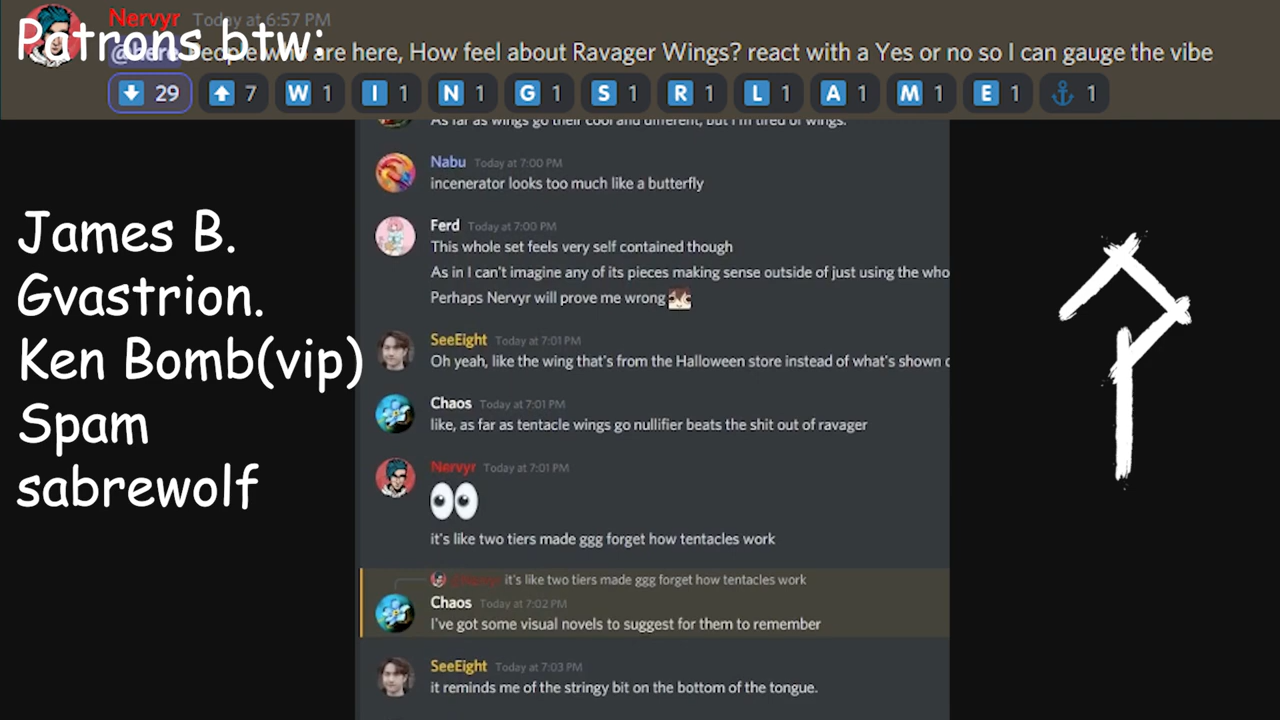 Nervyr Today at 6:57 PM
Patrons btw:
@here People who are here, How feel about Ravager Wings? react with a Yes or no so I can gauge the vibe
29 7 W 1 I 1 N 1 G 1 S 1 R 1 L 1 A 1 M 1 E 1 1
As far as wings go their cool and different, but I'm tired of wings.
Nabu Today at 7:00 PM
incenerator looks too much like a butterfly
Ferd Today at 7:00 PM
This whole set feels very self contained though
As in I can't imagine any of its pieces making sense outside of just using the who
Perhaps Nervyr will prove me wrong
SeeEight Today at 7:01 PM
Oh yeah, like the wing that's from the Halloween store instead of what's shown
Chaos Today at 7:01 PM
like, as far as tentacle wings go nullifier beats the shit out of ravager
Nervyr Today at 7:01 PM
it's like two tiers made ggg forget how tentacles work
@Nervyr it's like two tiers made ggg forget how tentacles work
Chaos Today at 7:02 PM
I've got some visual novels to suggest for them to remember
SeeEight Today at 7:03 PM
it reminds me of the stringy bit on the bottom of the tongue.
James B.
Gvastrion.
Ken Bomb(vip)
Spam
sabrewolf